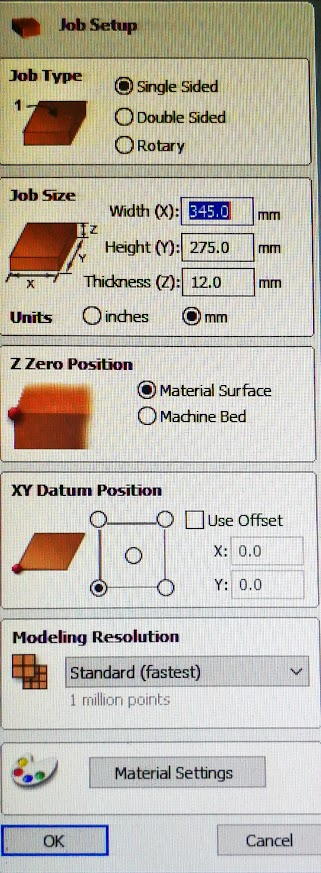 Job Setup
Job Type
1
Single Sided
Double Sided
Rotary
Job Size
Width (X): 345.0 mm
Z
Y
Height (Y): 275.0 mm
X
Thickness (Z): 12.0 mm
Units inches mm
Z Zero Position
Material Surface
Machine Bed
XY Datum Position
Use Offset
X: 0.0
Y: 0.0
Modeling Resolution
Standard (fastest)
1 million points
Material Settings
OK Cancel